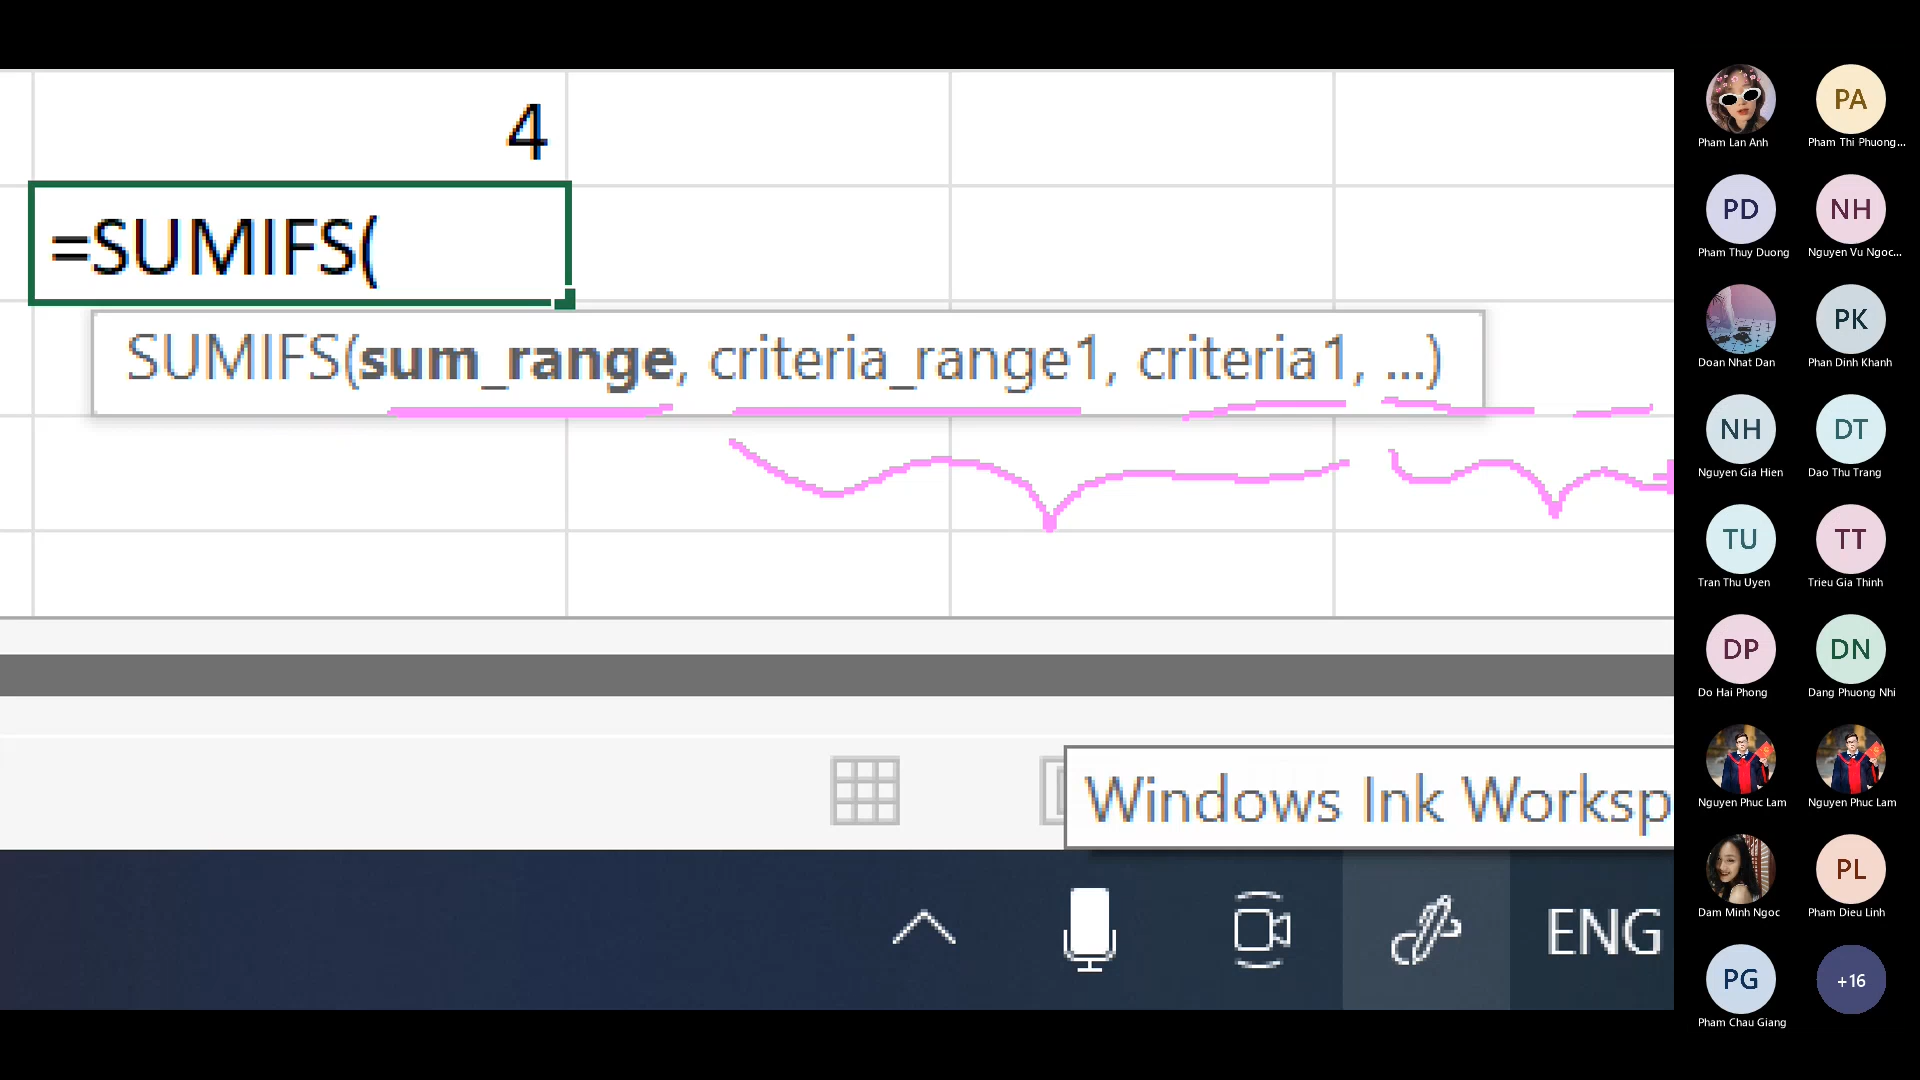 4
=SUMIFS(
SUMIFS(sum_range, criteria_range1, criteria1, ...)
Windows Ink Worksp
ENG
Pham Lan Anh
PA
Pham Thi Phuong...
PD
Pham Thuy Duong
NH
Nguyen Vu Ngoc...
Doan Nhat Dan
PK
Phan Dinh Khanh
NH
Nguyen Gia Hien
DT
Dao Thu Trang
TU
Tran Thu Uyen
TT
Trieu Gia Thinh
DP
Do Hai Phong
DN
Dang Phuong Nhi
Nguyen Phuc Lam
Nguyen Phuc Lam
Dam Minh Ngoc
PL
Pham Dieu Linh
PG
Pham Chau Giang
+16